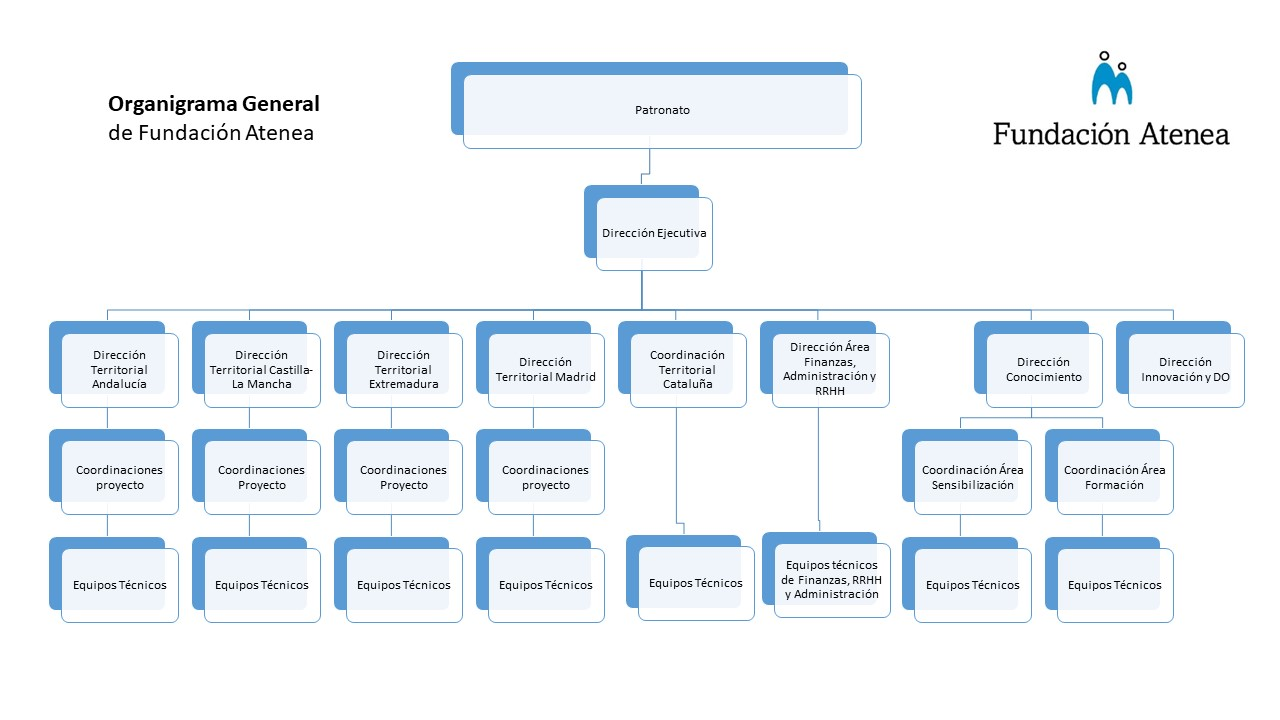 Organigrama General
de Fundación Atenea
Fundación Atenea
Patronato
Dirección Ejecutiva
Dirección
Territorial
Andalucía
Dirección
Territorial Castilla-
La Mancha
Dirección
Territorial
Extremadura
Dirección
Territorial Madrid
Coordinación
Territorial
Cataluña
Dirección Área
Finanzas,
Administración y
RRHH
Dirección
Conocimiento
Dirección
Innovación y DO
Coordinaciones
proyecto
Coordinaciones
Proyecto
Coordinaciones
Proyecto
Coordinaciones
proyecto
Coordinación Área
Sensibilización
Coordinación Área
Formación
Equipos Técnicos
Equipos Técnicos
Equipos Técnicos
Equipos Técnicos
Equipos Técnicos
Equipos técnicos
de Finanzas, RRHH
y Administración
Equipos Técnicos
Equipos Técnicos